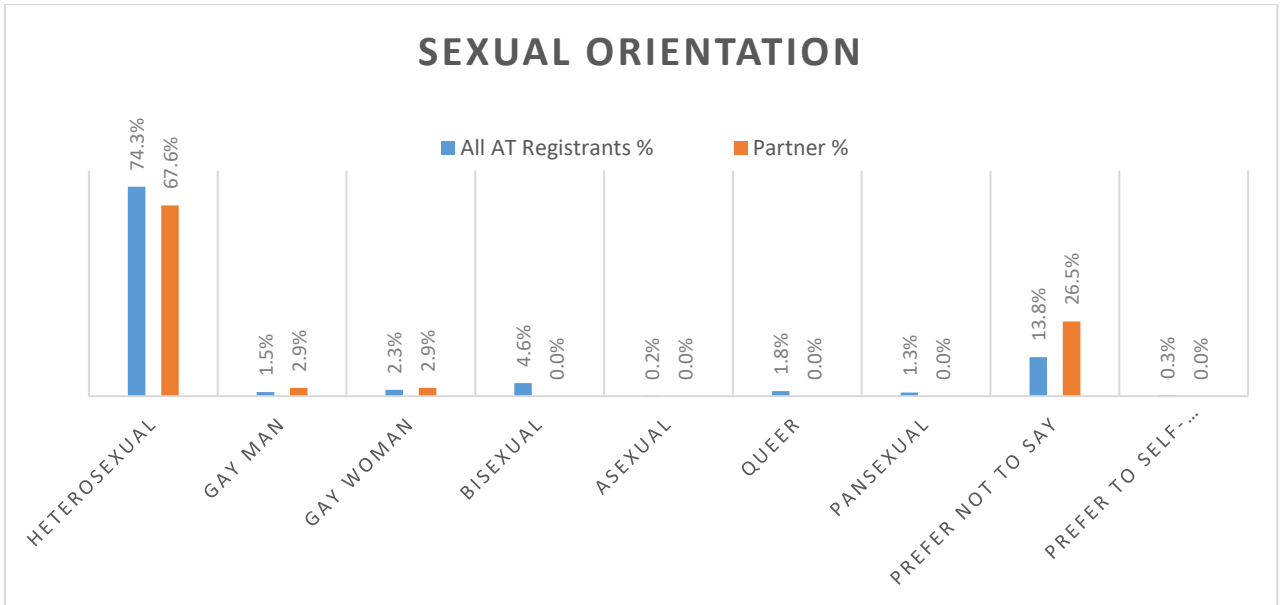 SEXUAL ORIENTATION
All AT Registrants % Partner %
74.3%
67.6%
1.5%
2.9%
2.3%
2.9%
4.6%
0.0%
0.2%
0.0%
1.8%
0.0%
1.3%
0.0%
13.8%
26.5%
0.3%
0.0%
HETEROSEXUAL
GAY MAN
GAY WOMAN
BISEXUAL
ASEXUAL
QUEER
PANSEXUAL
PREFER NOT TO SAY
PREFER TO SELF-...